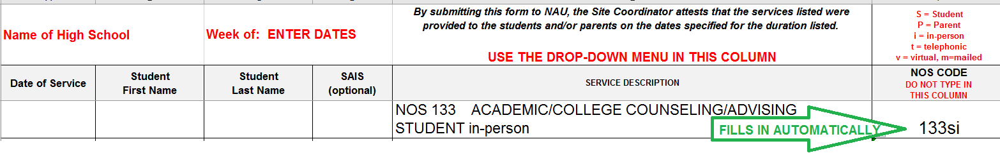 By submitting this form to NAU, the Site Coordinator attests that the services listed were
provided to the students and/or parents on the dates specified for the duration listed.
Name of High School
Week of: ENTER DATES
USE THE DROP-DOWN MENU IN THIS COLUMN
S = Student
P = Parent
i = in-person
t = telephonic
v = virtual, m=mailed
Date of Service
Student
First Name
Student
Last Name
SAIS
(optional)
SERVICE DESCRIPTION
NOS CODE
DO NOT TYPE IN
THIS COLUMN
NOS 133 ACADEMIC/COLLEGE COUNSELING/ADVISING
STUDENT in-person
FILLS IN AUTOMATICALLY
133si